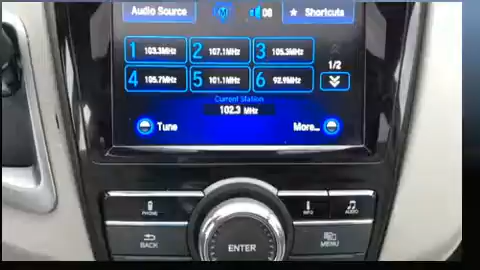 Audio Source
08
★ Shortcuts
1 103.3MHz
2 107.1MHz
3 105.3MHz
4 105.7MHz
5 101.1MHz
6 92.9MHz
1/2
Current Station
102.3 MHz
Tune
More...
PHONE
INFO
AUDIO
BACK
ENTER
MENU